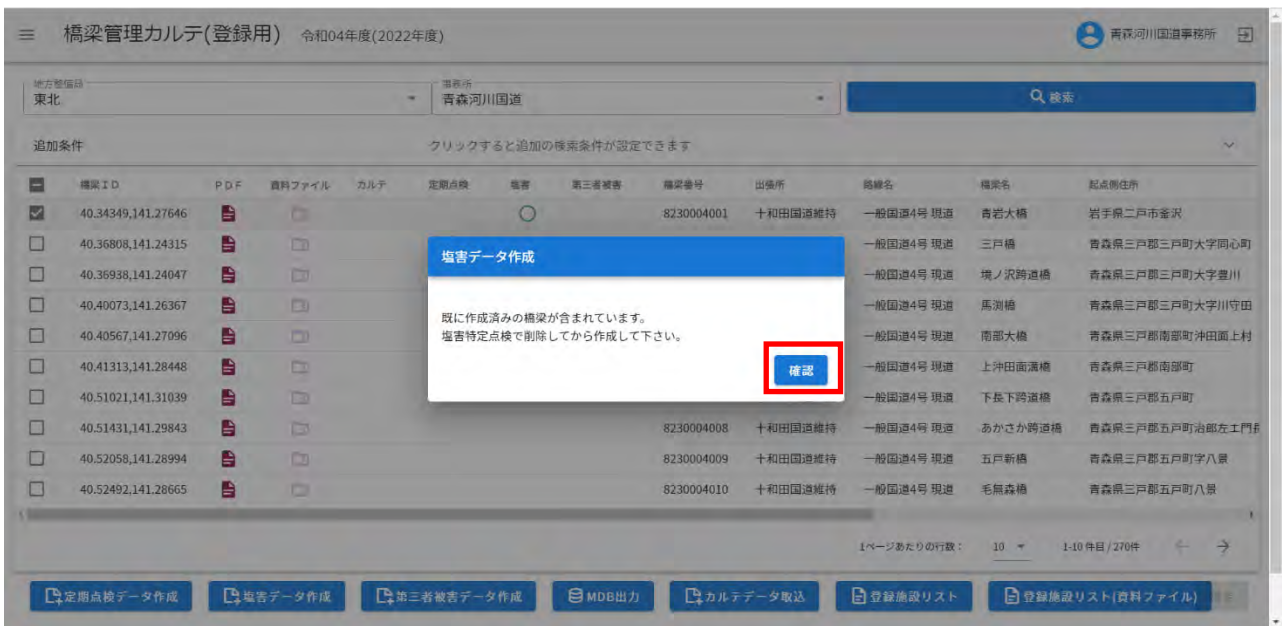 橋梁管理カルテ(登録用) 令和04年度(2022年度) 青森河川国道事務所
地方整備局 事務所
東北 青森河川国道 検索
追加条件 クリックすると追加の検索条件が設定できます
橋梁ID PDF 資料ファイル カルテ 定期点検 塩害 第三者被害 橋梁番号 出張所 路線名 橋梁名 起点側住所
40.34349,141.27646 8230004001 十和田国道維持 一般国道4号 現道 青岩大橋 岩手県二戸市釜沢
40.36808,141.24315 一般国道4号 現道 三戸橋 青森県三戸郡三戸町大字同心町
40.36938,141.24047 一般国道4号 現道 境ノ沢跨道橋 青森県三戸郡三戸町大字豊川
40.40073,141.26367 一般国道4号 現道 馬渕橋 青森県三戸郡三戸町大字川守田
40.40567,141.27096 一般国道4号 現道 南部大橋 青森県三戸郡南部町沖田面上村
40.41313,141.28448 一般国道4号 現道 上沖田面溝橋 青森県三戸郡南部町
40.51021,141.31039 一般国道4号 現道 下長下跨道橋 青森県三戸郡五戸町
40.51431,141.29843 8230004008 十和田国道維持 一般国道4号 現道 あかさか跨道橋 青森県三戸郡五戸町治郎左エ門
40.52058,141.28994 8230004009 十和田国道維持 一般国道4号 現道 五戸新橋 青森県三戸郡五戸町字八景
40.52492,141.28665 8230004010 十和田国道維持 一般国道4号 現道 毛無森橋 青森県三戸郡五戸町八景
塩害データ作成
既に作成済みの橋梁が含まれています。
塩害特定点検で削除してから作成して下さい。
確認
1ページあたりの行数： 10 1-10 件目 / 270件
定期点検データ作成 塩害データ作成 第三者被害データ作成 MDB出力 カルテデータ取込 登録施設リスト 登録施設リスト(資料ファイル)